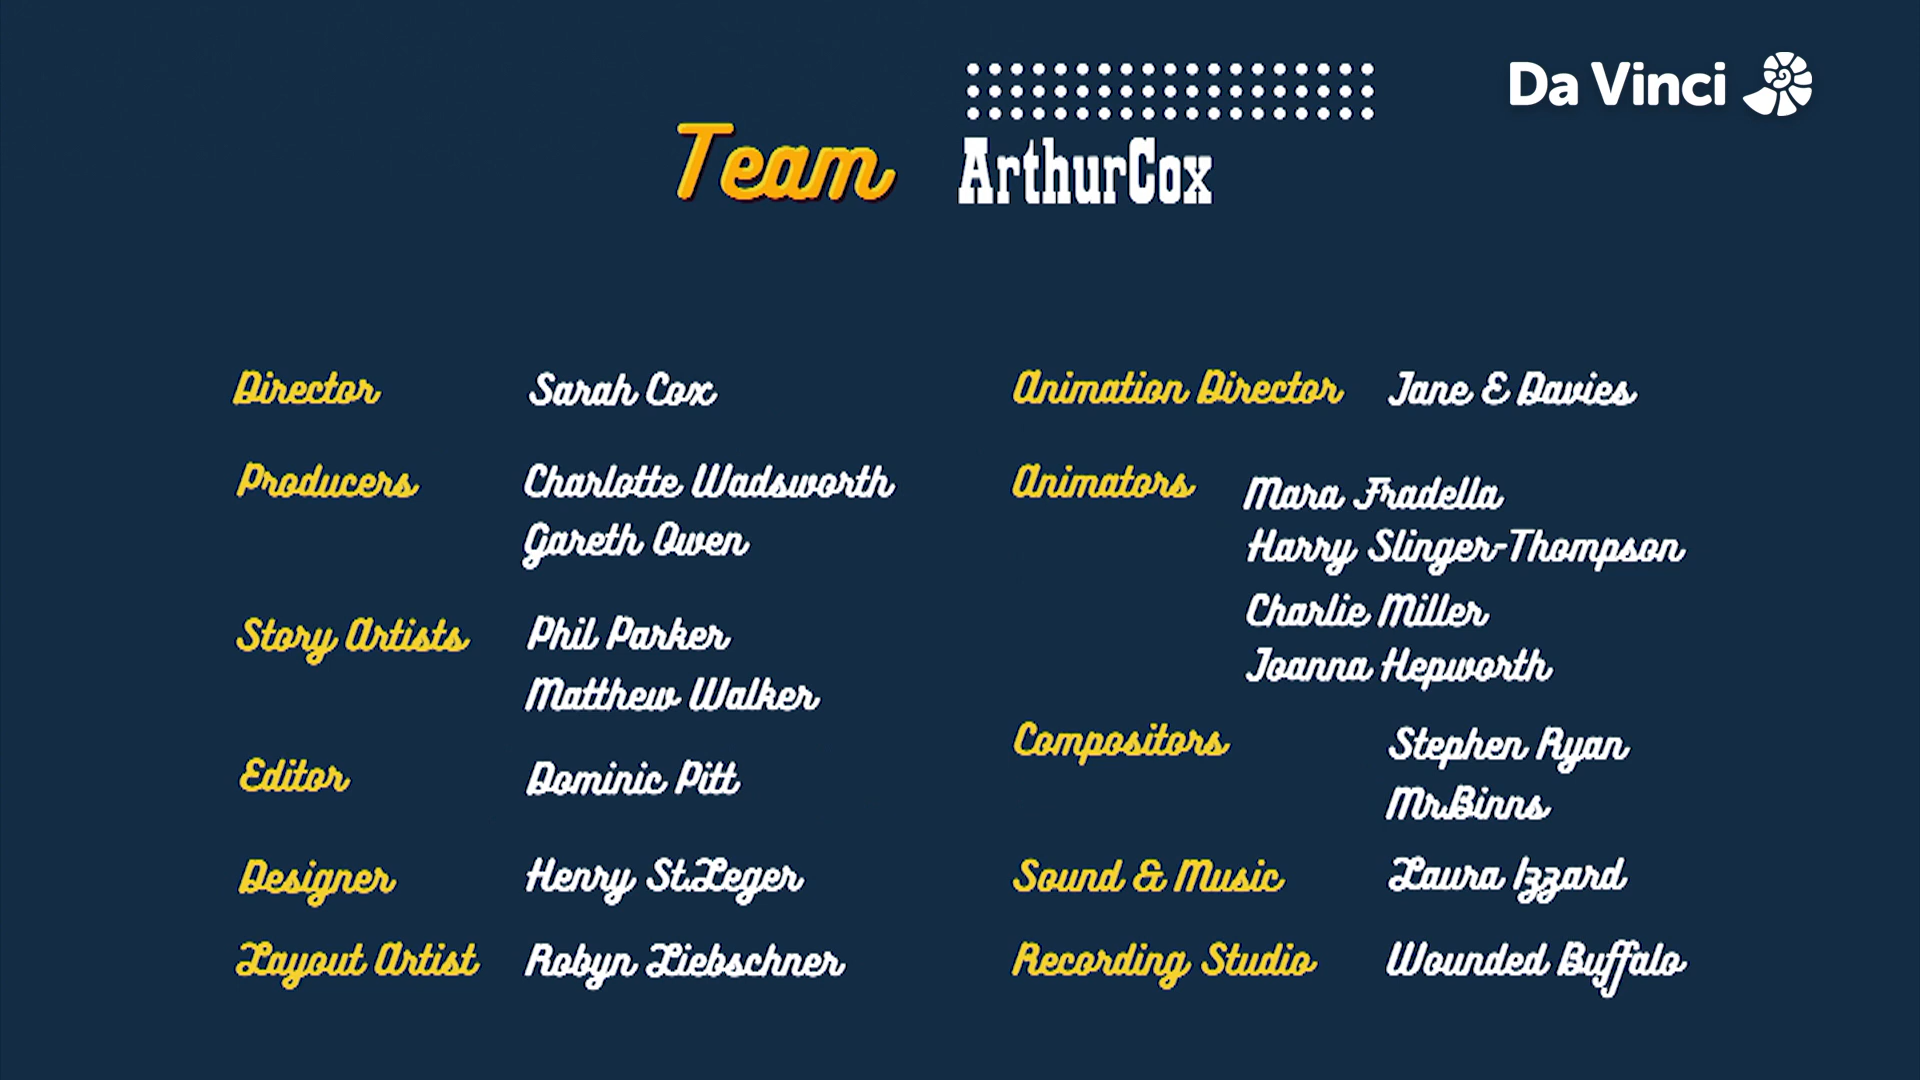 Da Vinci
Team ArthurCox
Director Sarah Cox
Producers Charlotte Wadsworth
Gareth Owen
Story Artists Phil Parker
Matthew Walker
Editor Dominic Pitt
Designer Henry St.Leger
Layout Artist Robyn Liebschner
Animation Director Jane E Davies
Animators Mara Fradella
Harry Slinger-Thompson
Charlie Miller
Joanna Hepworth
Compositors Stephen Ryan
Mr.Binns
Sound & Music Laura Izzard
Recording Studio Wounded Buffalo